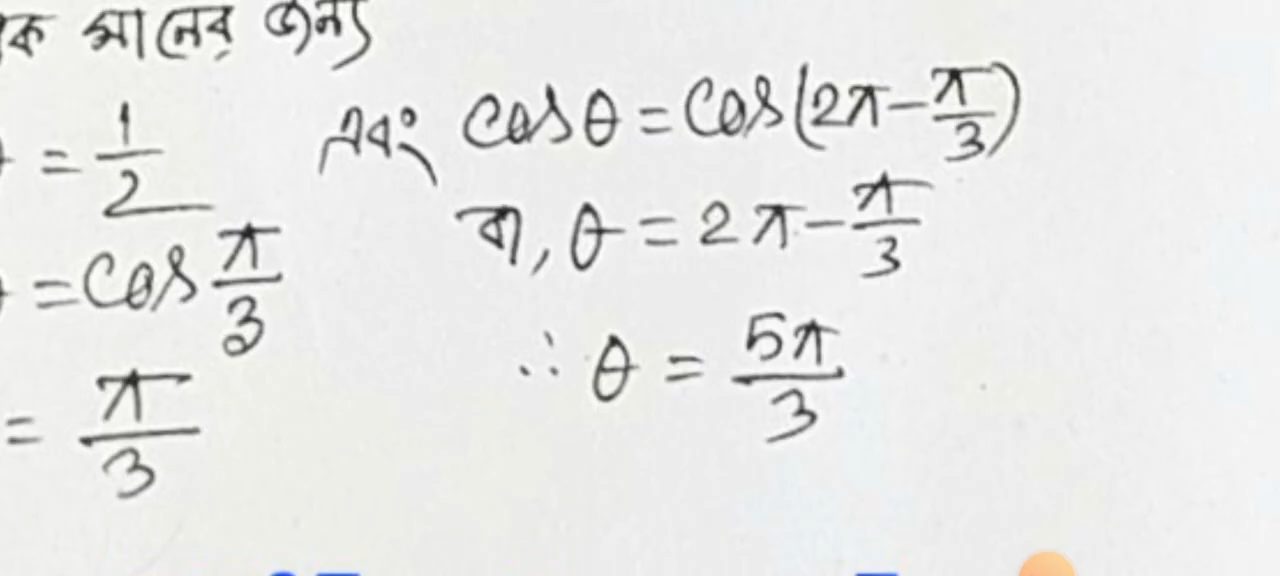 মানের জন্য
= 1/2
= cos π/3
= π/3
এবং cosθ = cos(2π - π/3)
বা, θ = 2π - π/3
∴ θ = 5π/3